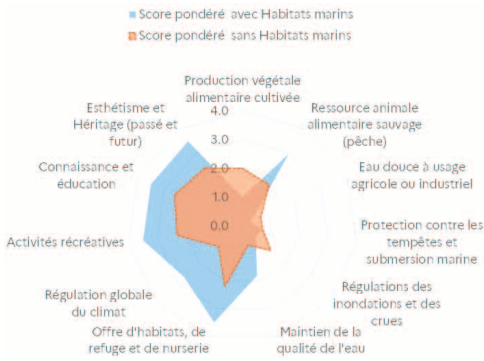 Score pondéré avec Habitats marins
Score pondéré sans Habitats marins
Production végétale
alimentaire cultivée
4.0
3.0
2.0
1.0
0.0
Ressource animale
alimentaire sauvage
(pêche)
Eau douce à usage
agricole ou industriel
Protection contre les
tempêtes et
submersion marine
Régulations des
inondations et des
crues
Maintien de la
qualité de l'eau
Offre d'habitats, de
refuge et de nurserie
Régulation globale
du climat
Activités récréatives
Connaissance et
éducation
Esthétisme et
Héritage (passé et
futur)